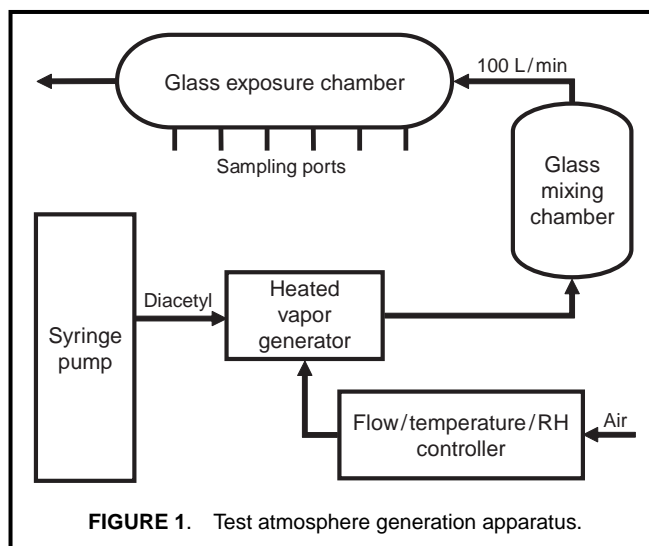 100 L/min
Glass exposure chamber
Sampling ports
Glass
mixing
chamber
Syringe
pump
Diacetyl
Heated
vapor
generator
Flow/temperature/RH
controller
Air
FIGURE 1. Test atmosphere generation apparatus.